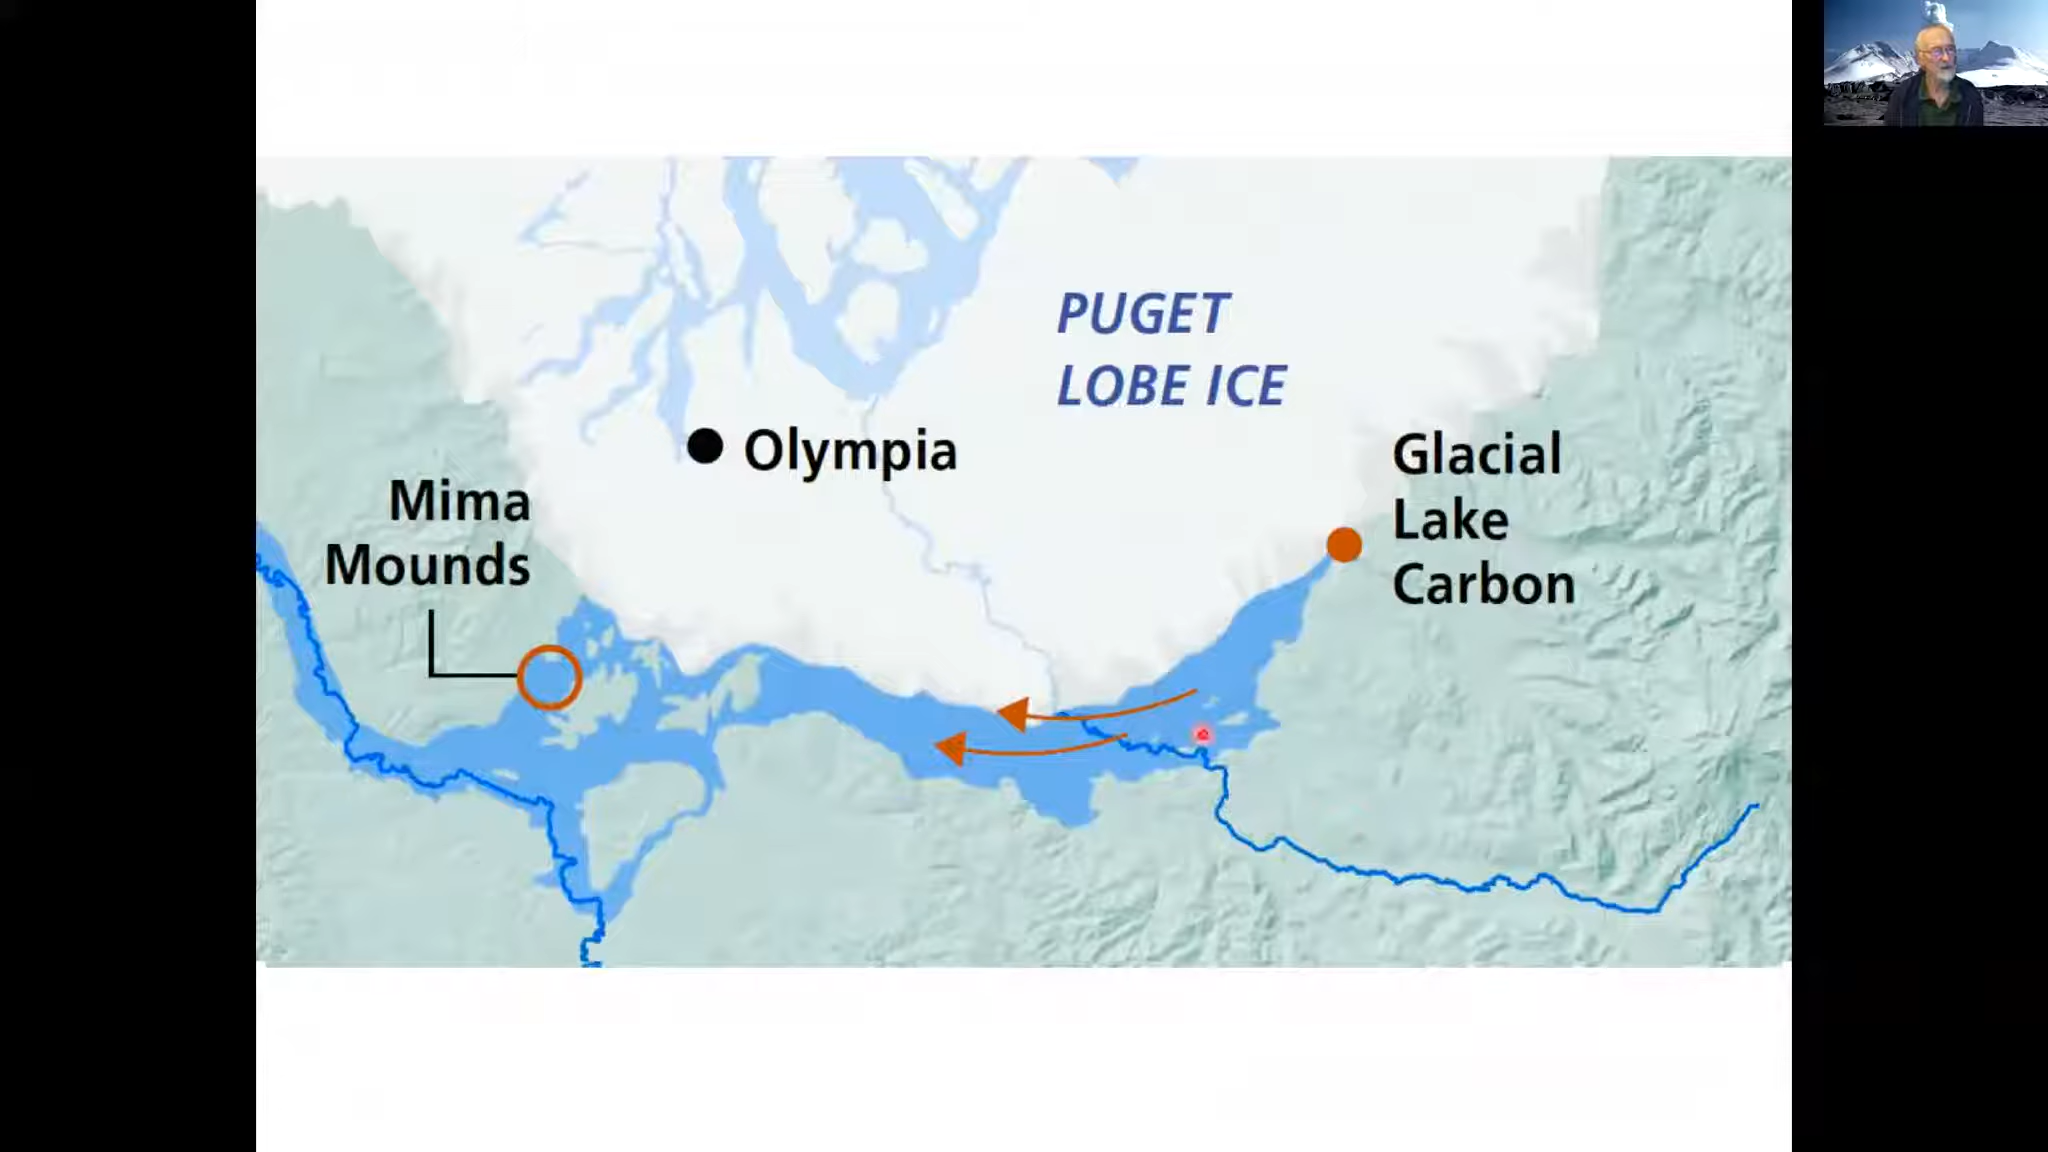 PUGET
LOBE ICE
Olympia
Glacial
Lake
Carbon
Mima
Mounds